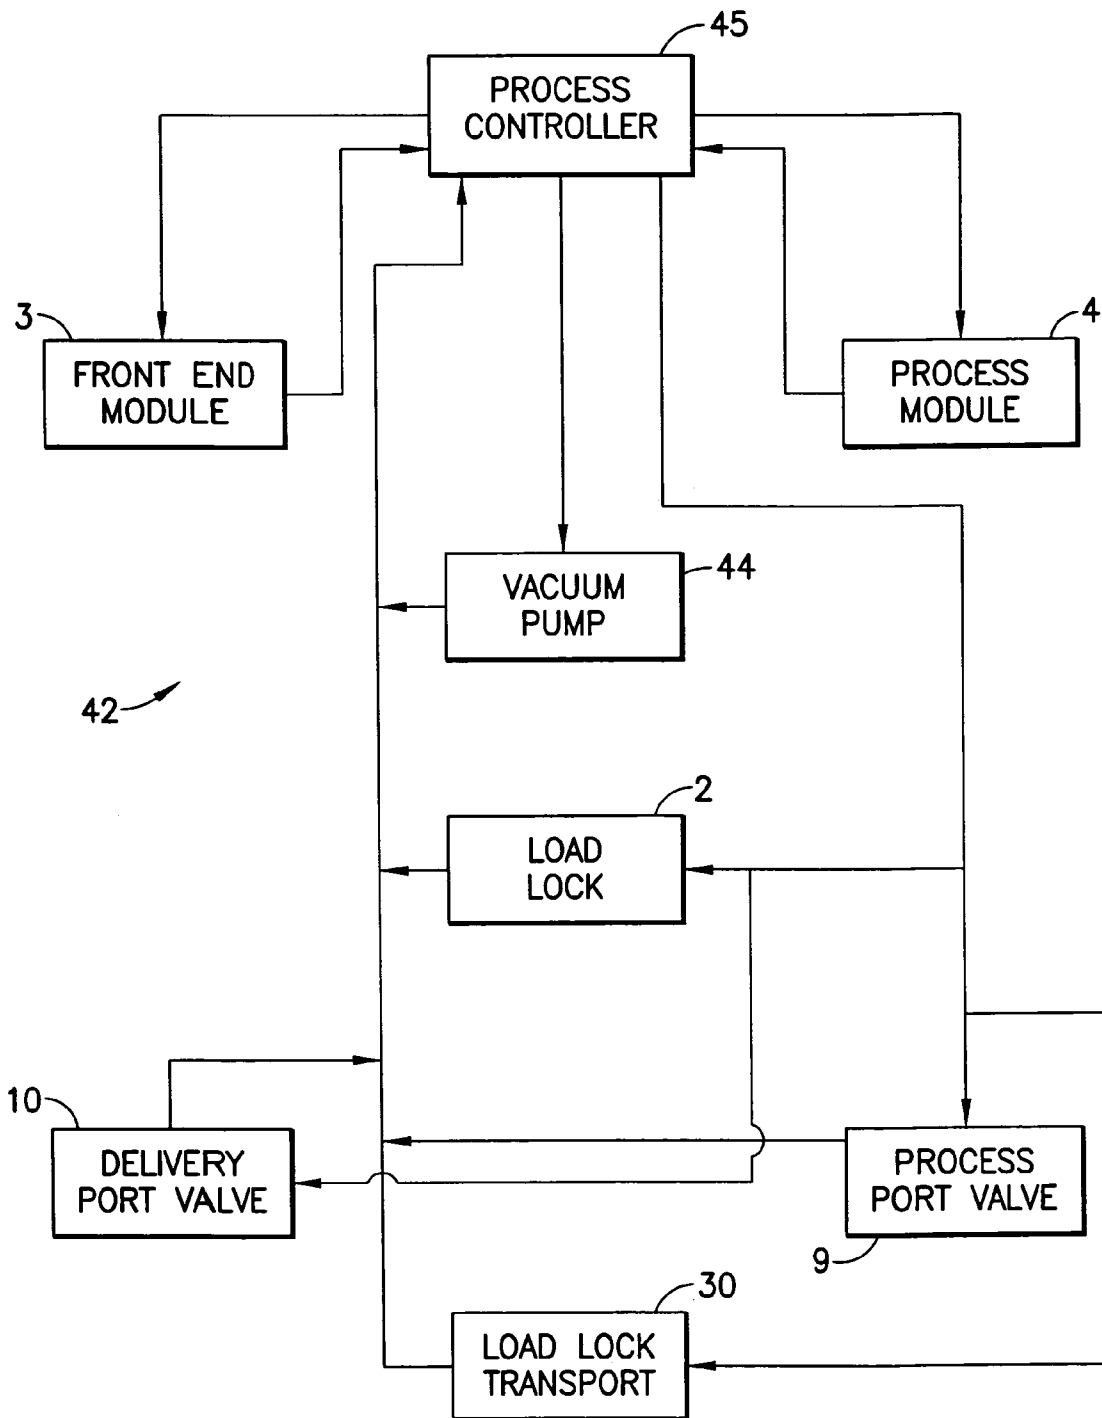 45
PROCESS
CONTROLLER
3
FRONT END
MODULE
4
PROCESS
MODULE
44
VACUUM
PUMP
42
2
LOAD
LOCK
10
DELIVERY
PORT VALVE
PROCESS
PORT VALVE
9
30
LOAD LOCK
TRANSPORT